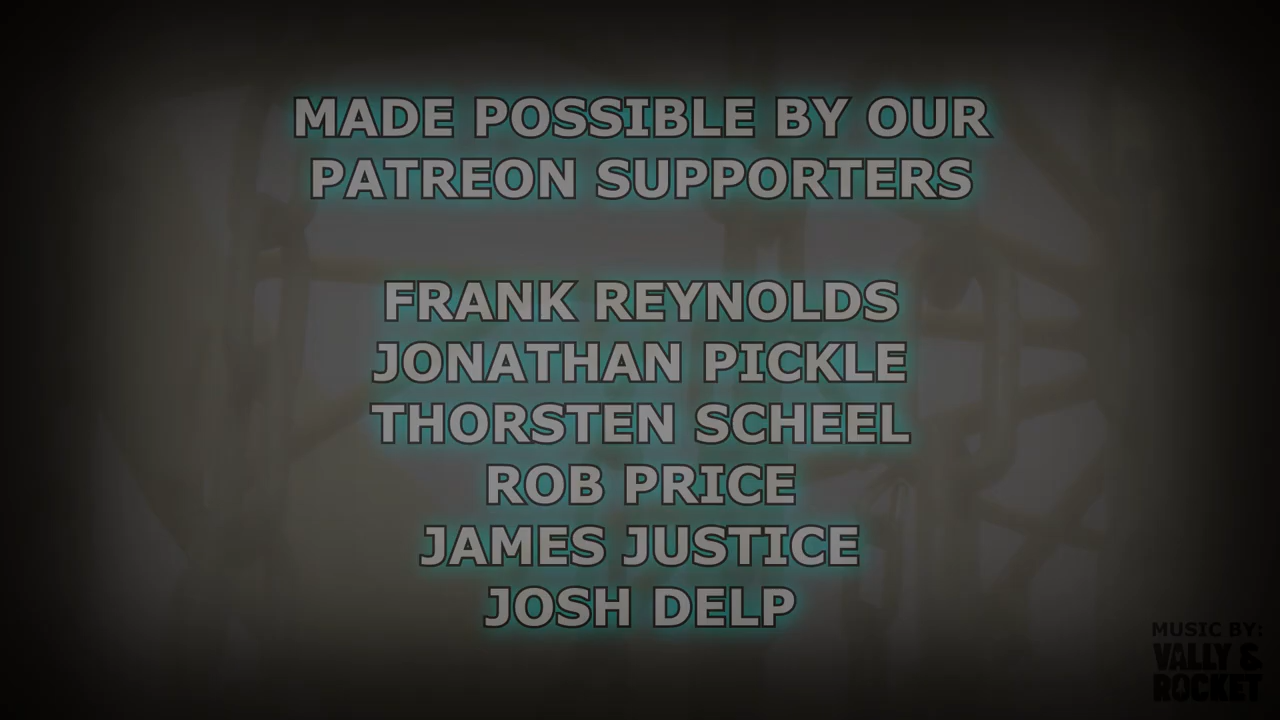 MADE POSSIBLE BY OUR
PATREON SUPPORTERS
FRANK REYNOLDS
JONATHAN PICKLE
THORSTEN SCHEEL
ROB PRICE
JAMES JUSTICE
JOSH DELP
MUSIC BY:
VALLY &
ROCKET